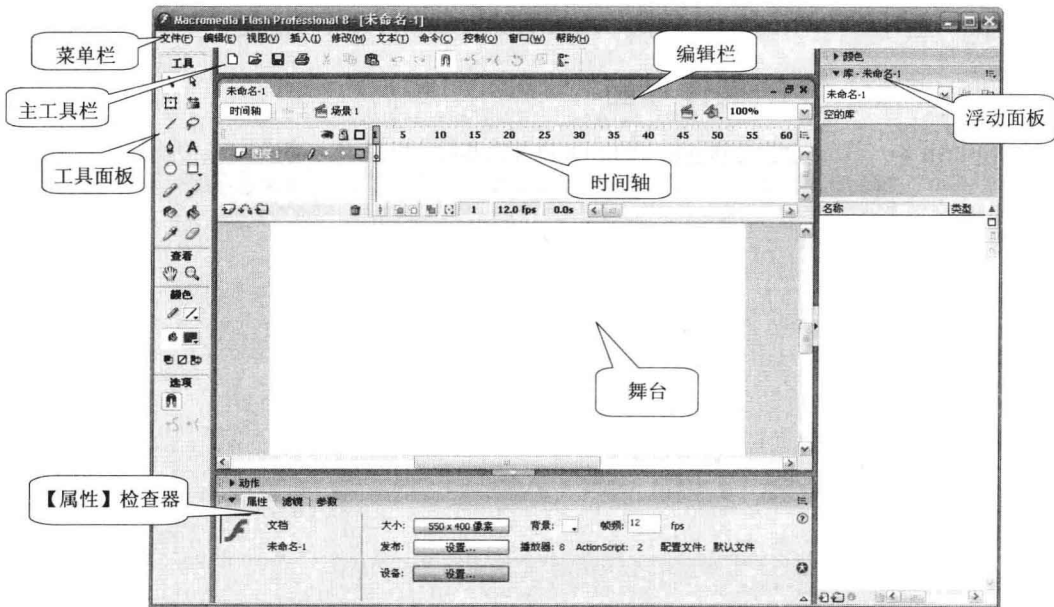 Macromedia Flash Professional 8 - [未命名-1]
文件(F) 编辑(E) 视图(V) 插入(I) 修改(M) 文本(T) 命令(C) 控制(O) 窗口(W) 帮助(H)
菜单栏
主工具栏
工具面板
编辑栏
浮动面板
时间轴
舞台
【属性】检查器
工具
查看
颜色
选项
未命名-1
时间轴
场景 1
100%
1 5 10 15 20 25 30 35 40 45 50 55 60
图层 1
1 12.0 fps 0.0s
颜色
库 - 未命名-1
未命名-1
空的库
名称 类型
动作
属性 滤镜 参数
文档
未命名-1
大小: 550 x 400 像素 背景: 帧频: 12 fps
发布: 设置... 播放器: 8 ActionScript: 2 配置文件: 默认文件
设备: 设置...